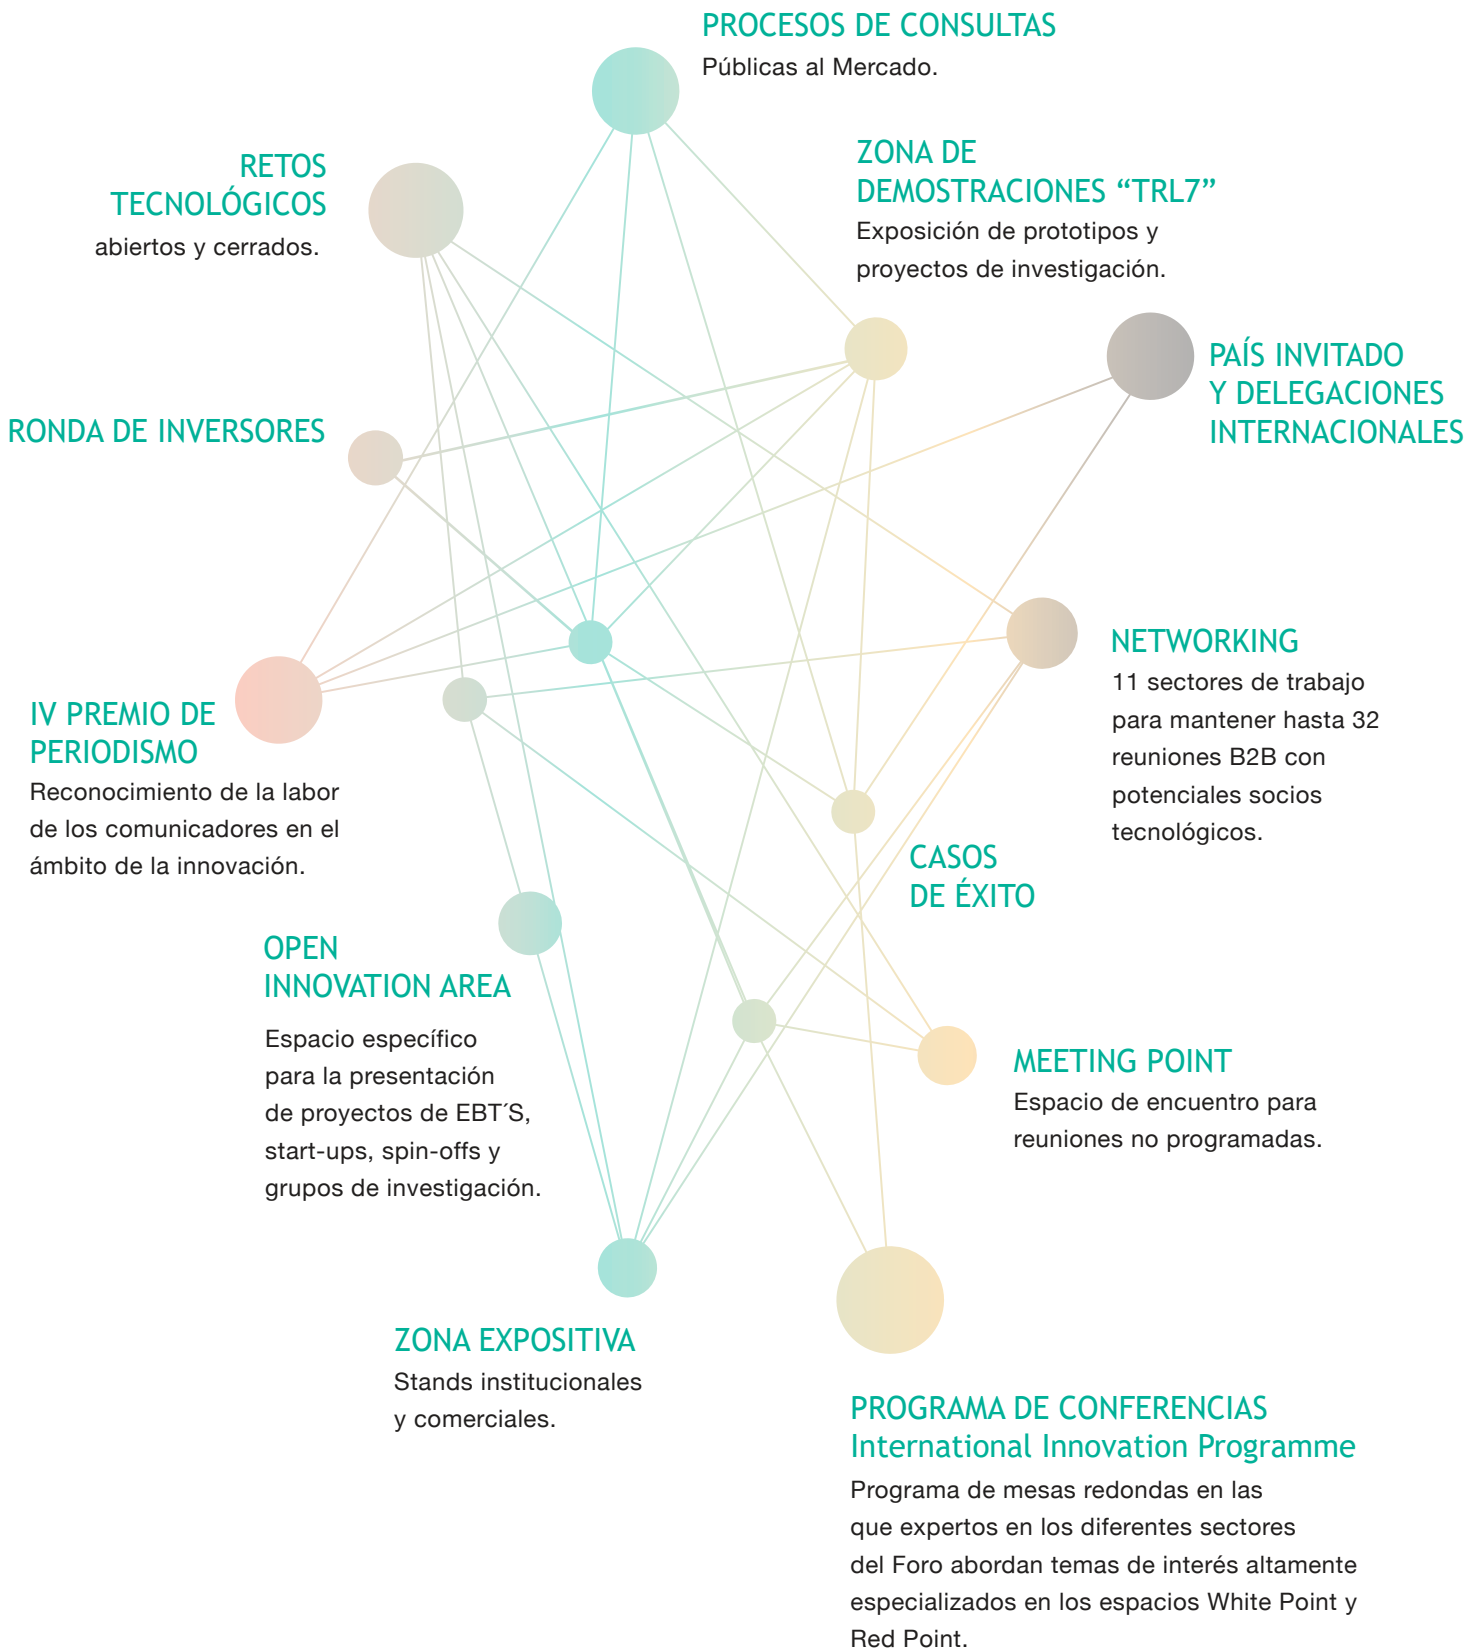 PROCESOS DE CONSULTAS
Públicas al Mercado.
RETOS
TECNOLÓGICOS
abiertos y cerrados.
ZONA DE
DEMOSTRACIONES “TRL7”
Exposición de prototipos y
proyectos de investigación.
PAÍS INVITADO
Y DELEGACIONES
INTERNACIONALES
RONDA DE INVERSORES
NETWORKING
11 sectores de trabajo
para mantener hasta 32
reuniones B2B con
potenciales socios
tecnológicos.
IV PREMIO DE
PERIODISMO
Reconocimiento de la labor
de los comunicadores en el
ámbito de la innovación.
CASOS
DE ÉXITO
OPEN
INNOVATION AREA
Espacio específico
para la presentación
de proyectos de EBT´S,
start-ups, spin-offs y
grupos de investigación.
MEETING POINT
Espacio de encuentro para
reuniones no programadas.
ZONA EXPOSITIVA
Stands institucionales
y comerciales.
PROGRAMA DE CONFERENCIAS
International Innovation Programme
Programa de mesas redondas en las
que expertos en los diferentes sectores
del Foro abordan temas de interés altamente
especializados en los espacios White Point y
Red Point.